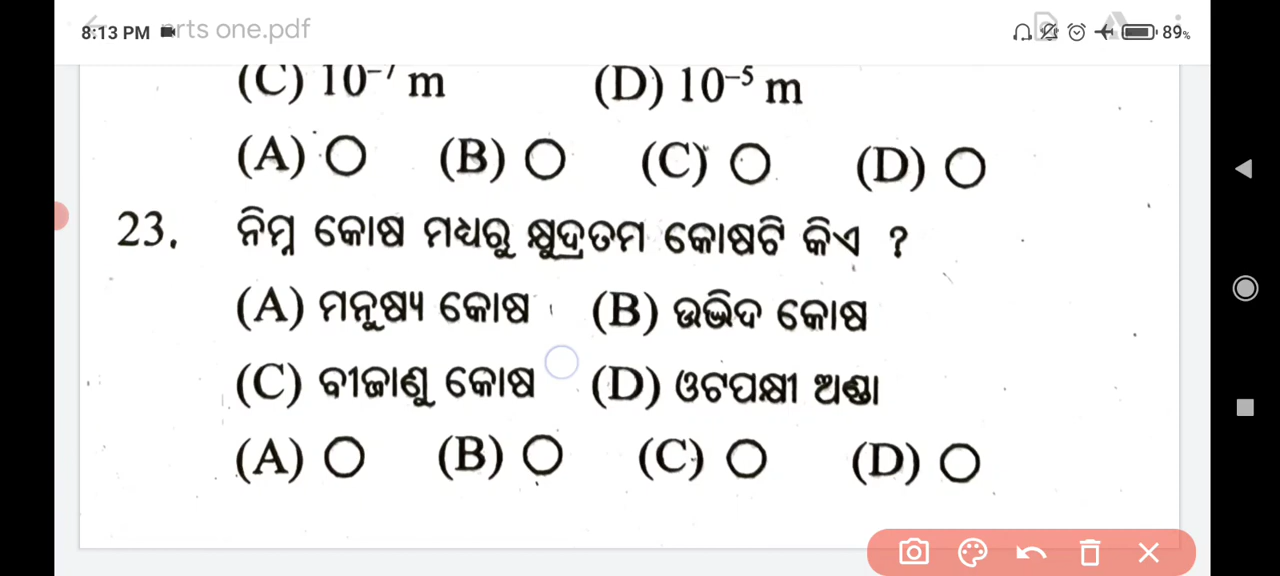 8:13 PM rts one.pdf 89%
(C) 10⁻⁷ m (D) 10⁻⁵ m
(A) ○ (B) ○ (C) ○ (D) ○
23. ନିମ୍ନ କୋଷ ମଧ୍ୟରୁ କ୍ଷୁଦ୍ରତମ କୋଷଟି କିଏ ?
(A) ମନୁଷ୍ୟ କୋଷ (B) ଉଦ୍ଭିଦ କୋଷ
(C) ବୀଜାଣୁ କୋଷ (D) ଓଟପକ୍ଷୀ ଅଣ୍ଡା
(A) ○ (B) ○ (C) ○ (D) ○